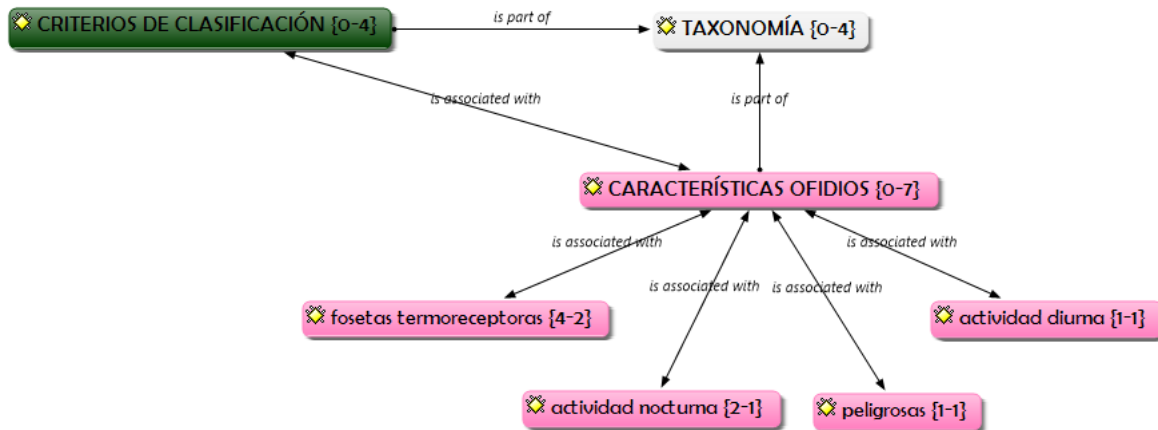 CRITERIOS DE CLASIFICACIÓN {0-4}
is part of
TAXONOMÍA {0-4}
is associated with
is part of
CARACTERÍSTICAS OFIDIOS {0-7}
is associated with
is associated with
is associated with
is associated with
fosetas termoreceptoras {4-2}
actividad diurna {1-1}
actividad nocturna {2-1}
peligrosas {1-1}